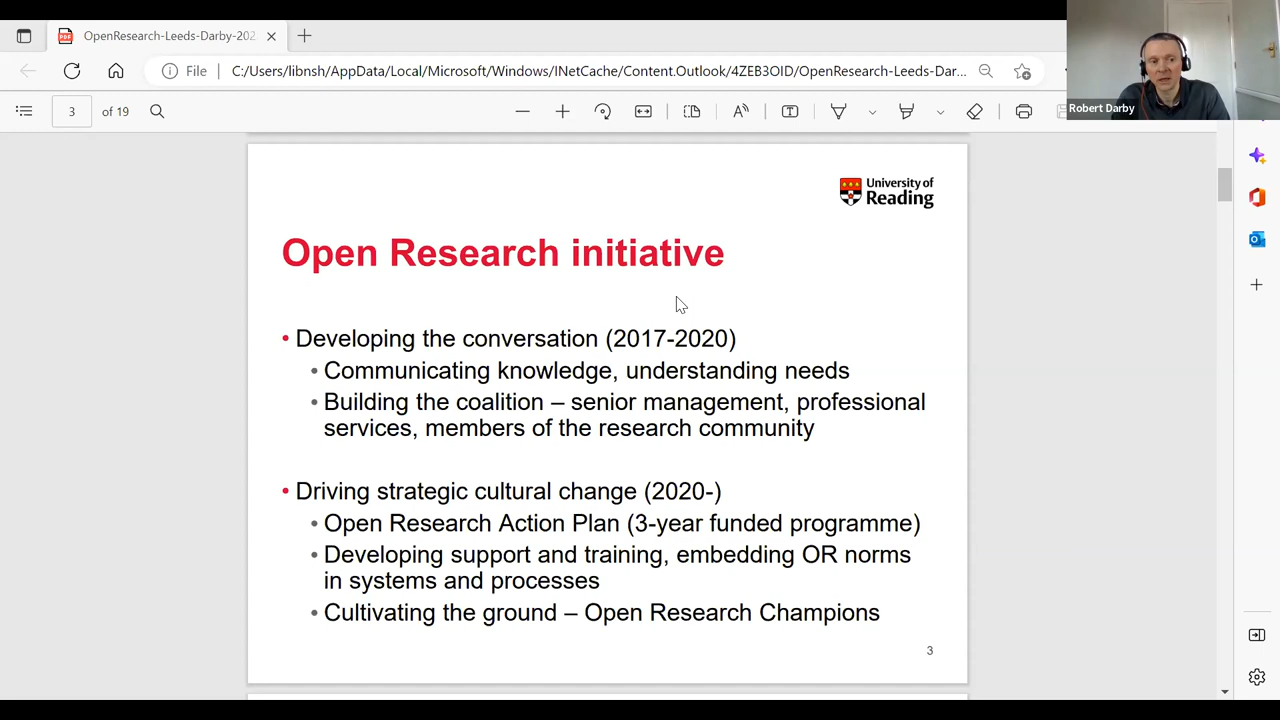 OpenResearch-Leeds-Darby-202
File
C:/Users/libnsh/AppData/Local/Microsoft/Windows/INetCache/Content.Outlook/4ZEB3OID/OpenResearch-Leeds-Dar...
3 of 19
Robert Darby
University of
Reading
Open Research initiative
• Developing the conversation (2017-2020)
• Communicating knowledge, understanding needs
• Building the coalition – senior management, professional
services, members of the research community
• Driving strategic cultural change (2020-)
• Open Research Action Plan (3-year funded programme)
• Developing support and training, embedding OR norms
in systems and processes
• Cultivating the ground – Open Research Champions
3